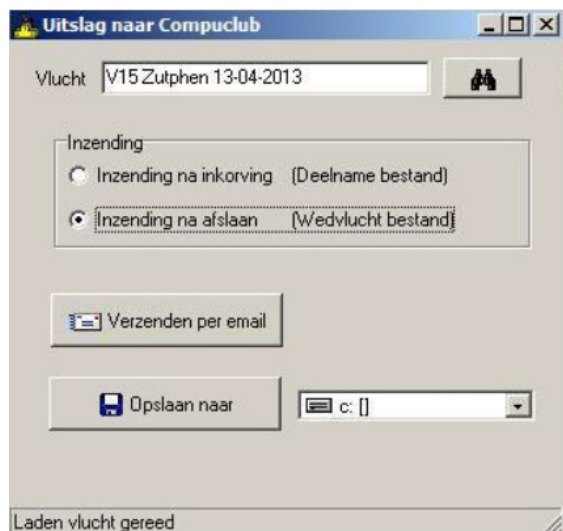 Uitslag naar Compuclub
Vlucht V15 Zutphen 13-04-2013
Inzending
Inzending na inkorving (Deelname bestand)
Inzending na afslaan (Wedvlucht bestand)
Verzenden per email
Opslaan naar c: []
Laden vlucht gereed